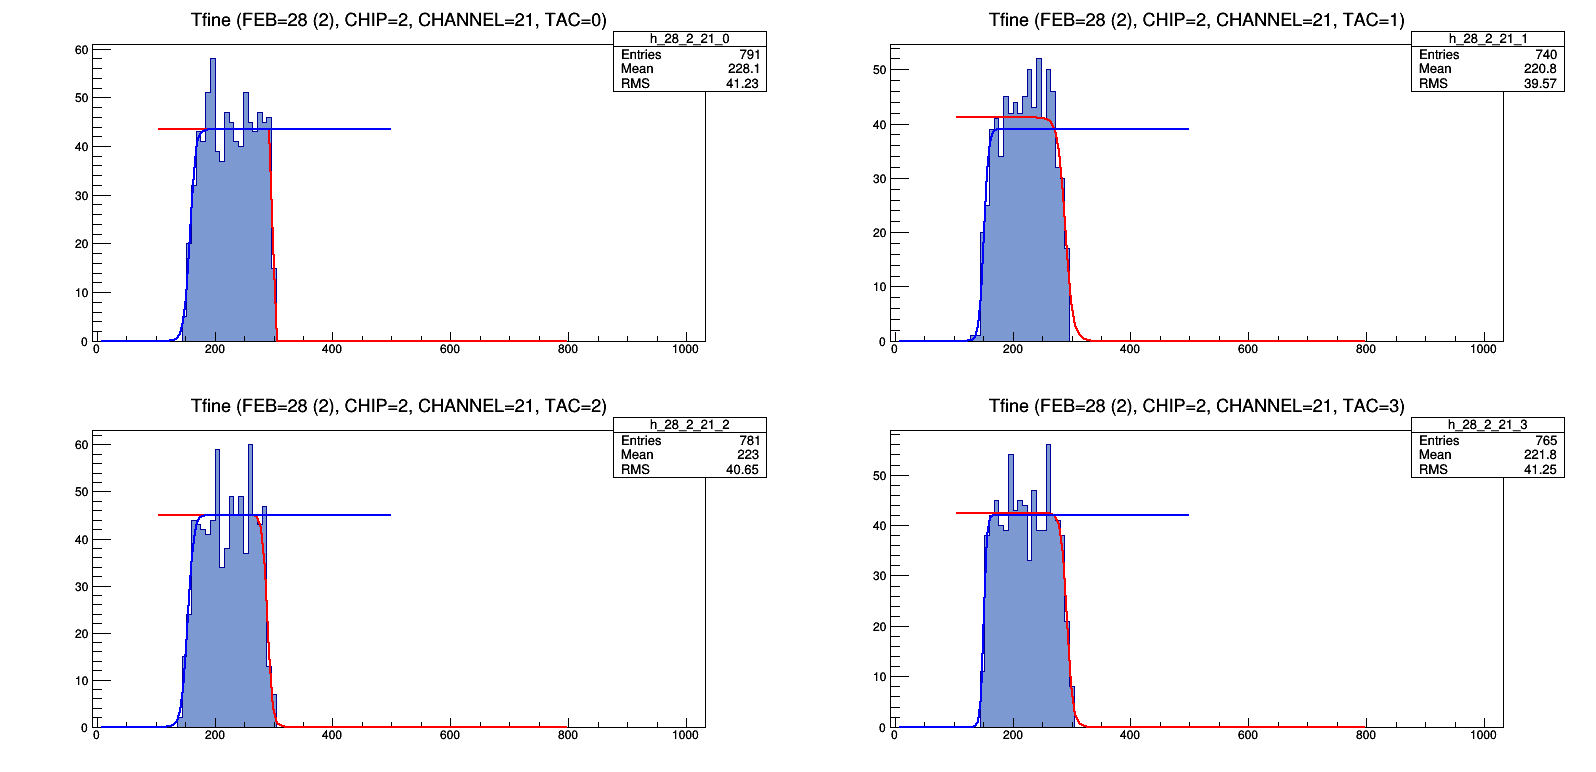 Tfine (FEB=28 (2), CHIP=2, CHANNEL=21, TAC=0)
h_28_2_21_0
Entries 791
Mean 228.1
RMS 41.23
60
50
40
30
20
10
0
0 200 400 600 800 1000
Tfine (FEB=28 (2), CHIP=2, CHANNEL=21, TAC=1)
h_28_2_21_1
Entries 740
Mean 220.8
RMS 39.57
50
40
30
20
10
0
0 200 400 600 800 1000
Tfine (FEB=28 (2), CHIP=2, CHANNEL=21, TAC=2)
h_28_2_21_2
Entries 781
Mean 223
RMS 40.65
60
50
40
30
20
10
0
0 200 400 600 800 1000
Tfine (FEB=28 (2), CHIP=2, CHANNEL=21, TAC=3)
h_28_2_21_3
Entries 765
Mean 221.8
RMS 41.25
50
40
30
20
10
0
0 200 400 600 800 1000